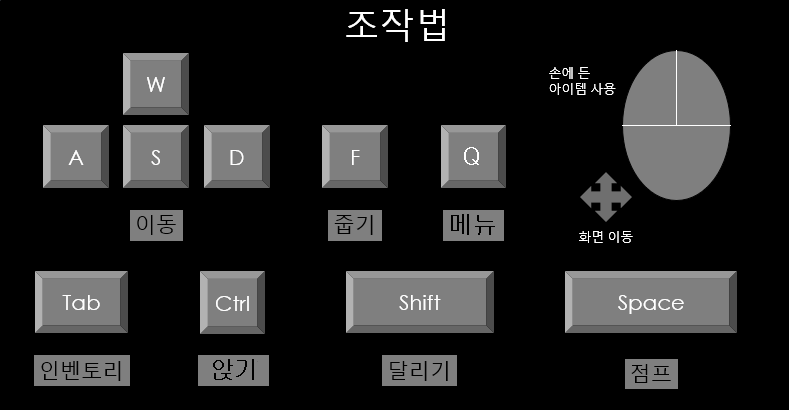 조작법
W
손에 든
아이템 사용
A S D F Q
이동 줍기 메뉴
화면 이동
Tab Ctrl Shift Space
인벤토리 앉기 달리기 점프